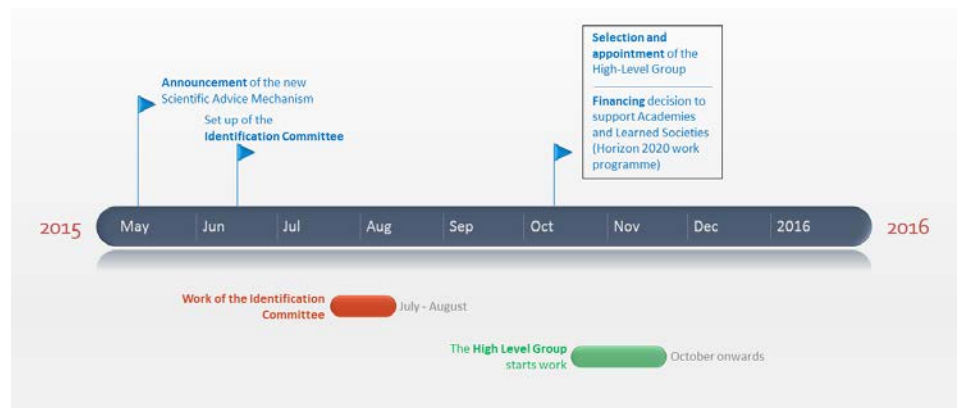 Selection and
appointment of the
High-Level Group
Financing decision to
support Academies
and Learned Societies
(Horizon 2020 work
programme)
Announcement of the new
Scientific Advice Mechanism
Set up of the
Identification Committee
2015
May
Jun
Jul
Aug
Sep
Oct
Nov
Dec
2016
2016
Work of the Identification
Committee
July - August
The High Level Group
starts work
October onwards